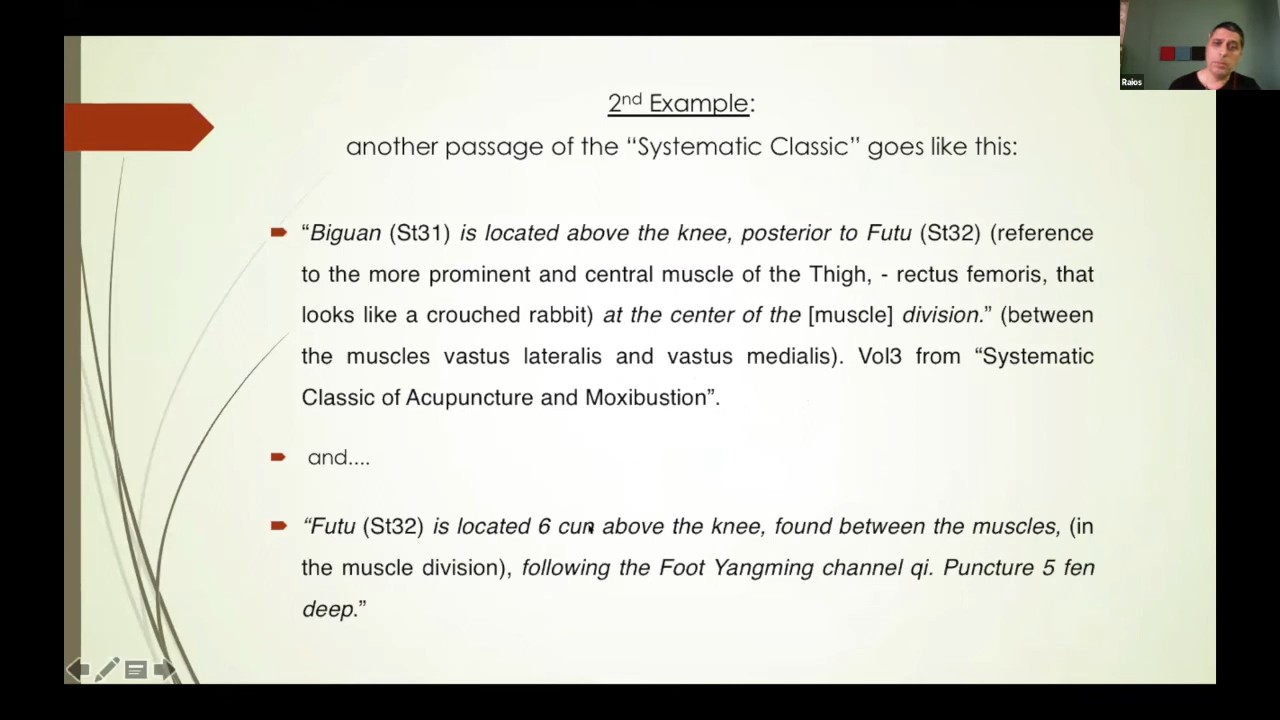 Raios
2nd Example:
another passage of the “Systematic Classic” goes like this:
“Biguan (St31) is located above the knee, posterior to Futu (St32) (reference
to the more prominent and central muscle of the Thigh, - rectus femoris, that
looks like a crouched rabbit) at the center of the [muscle] division.” (between
the muscles vastus lateralis and vastus medialis). Vol3 from “Systematic
Classic of Acupuncture and Moxibustion”.
and....
“Futu (St32) is located 6 cun above the knee, found between the muscles, (in
the muscle division), following the Foot Yangming channel qi. Puncture 5 fen
deep.”